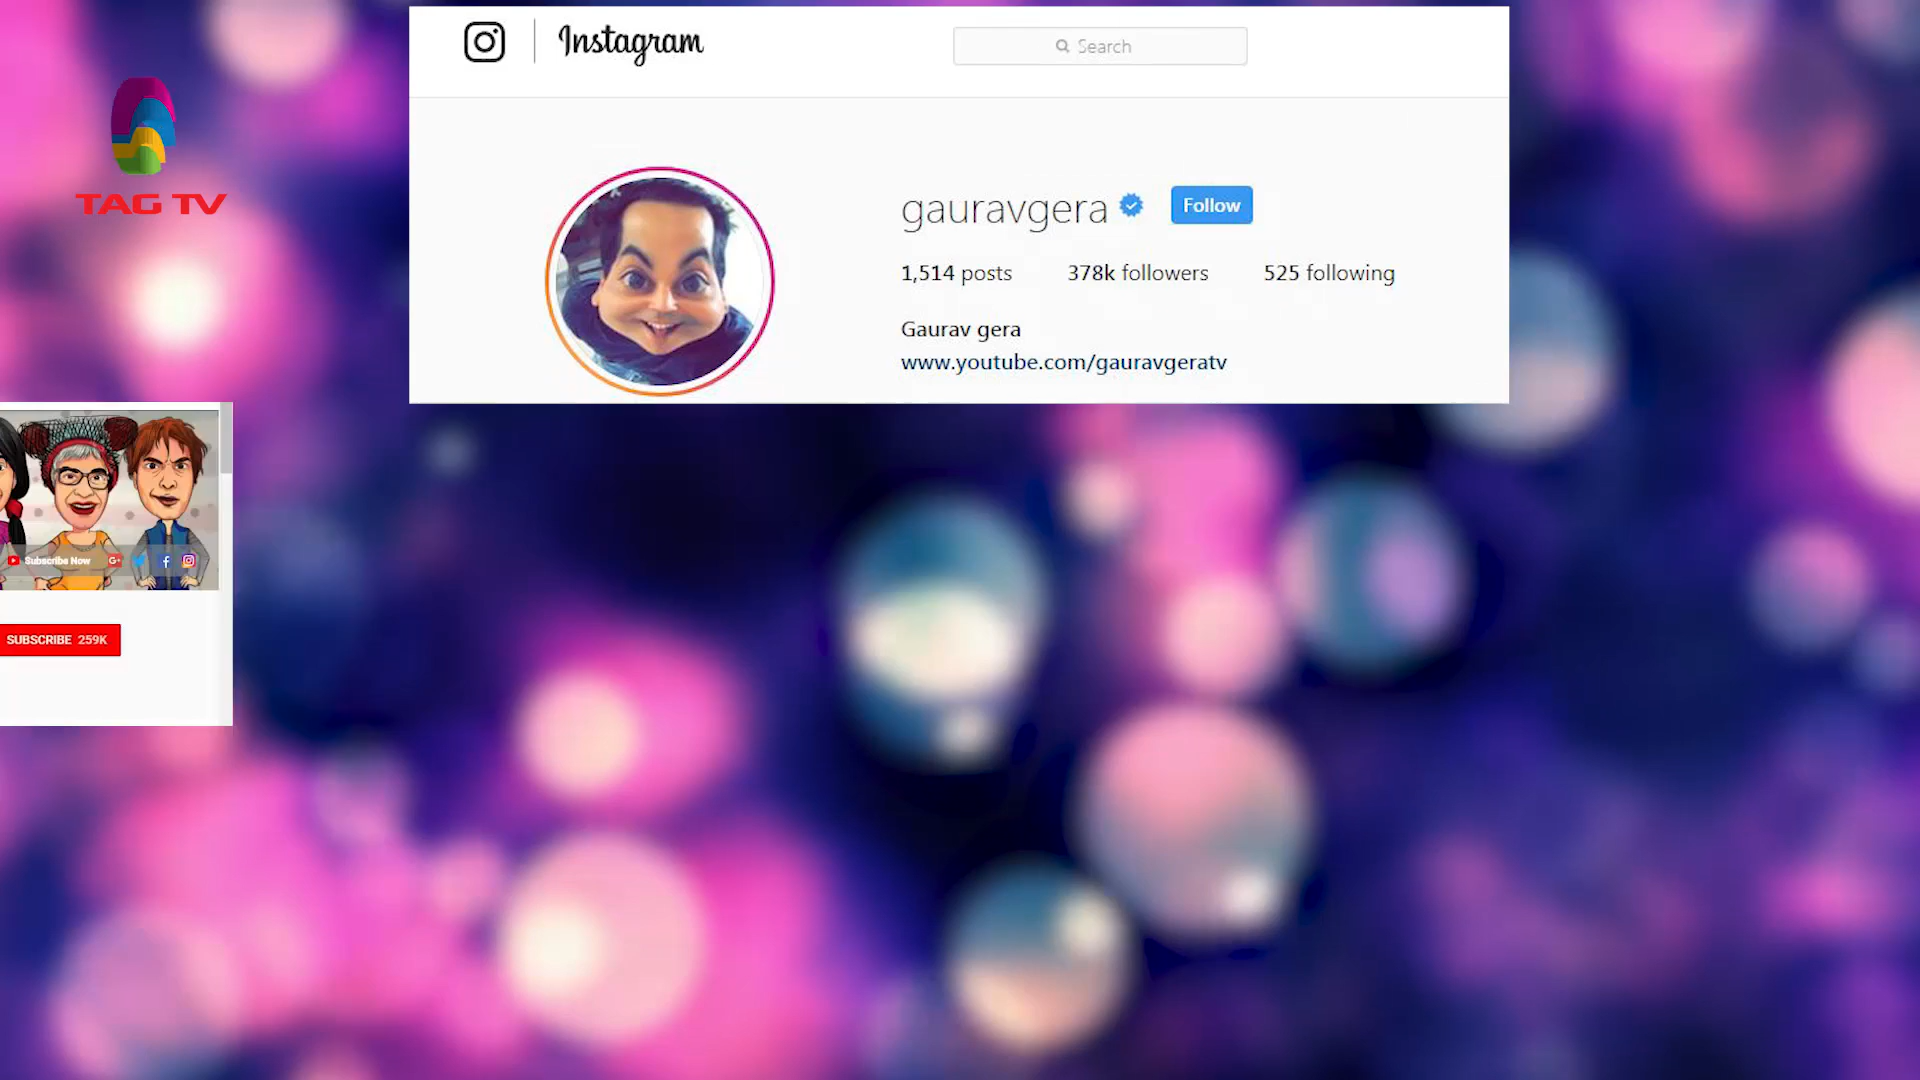 Instagram
Search
TAG TV
gauravgera
Follow
1,514 posts 378k followers 525 following
Gaurav gera
www.youtube.com/gauravgeratv
Subscribe Now G+ f
SUBSCRIBE 259K